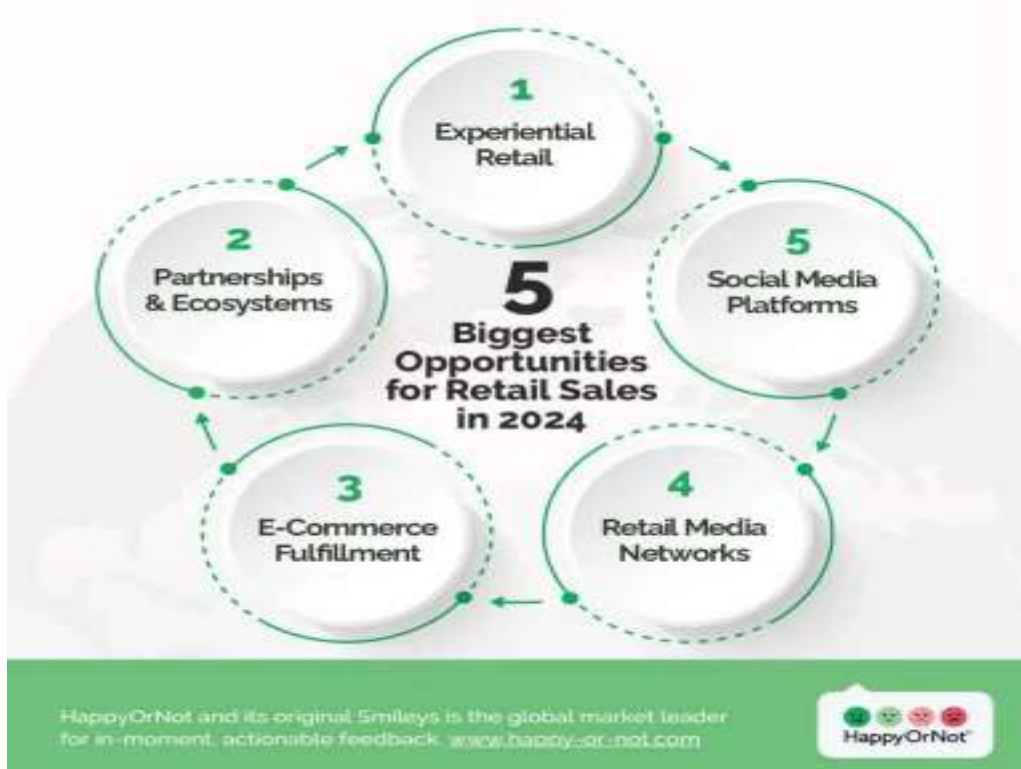 1
Experiential
Retail
2
Partnerships
& Ecosystems
5
Social Media
Platforms
5
Biggest
Opportunities
for Retail Sales
in 2024
3
E-Commerce
Fulfillment
4
Retail Media
Networks
HappyOrNot and its original Smileys is the global market leader
for in-moment, actionable feedback. www.happy-or-not.com
HappyOrNot